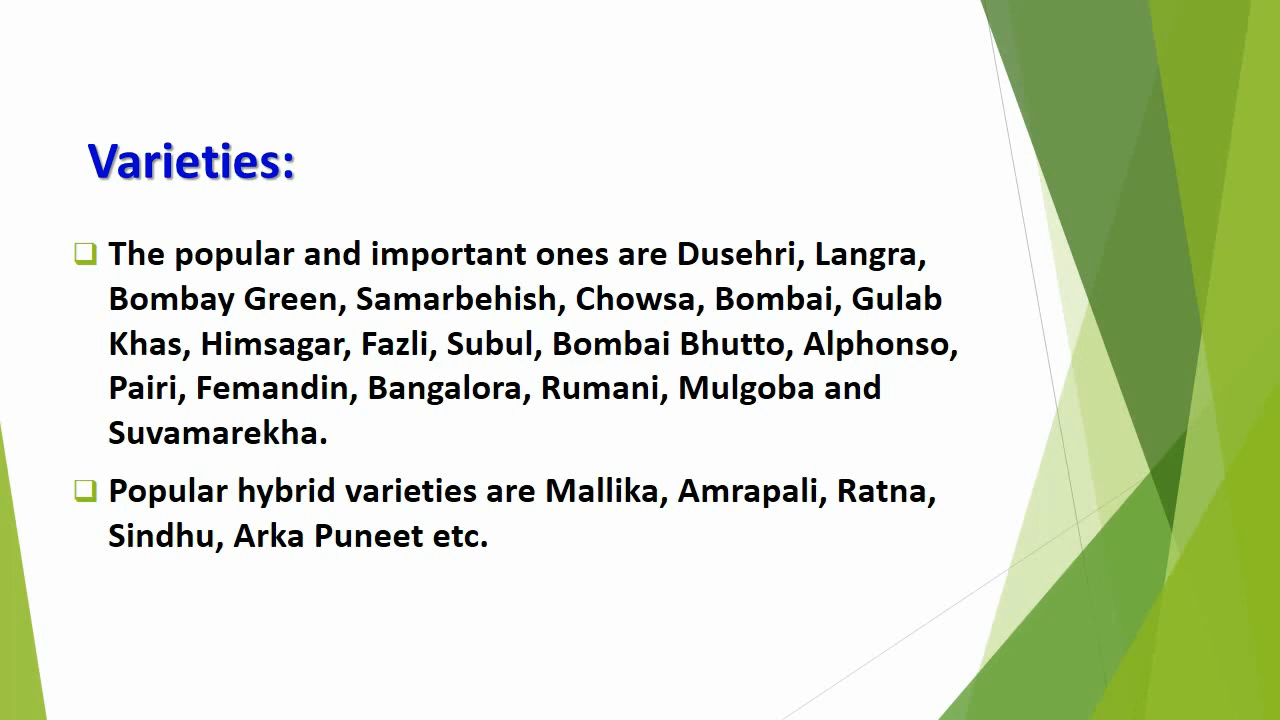 Varieties:
The popular and important ones are Dusehri, Langra,
Bombay Green, Samarbehish, Chowsa, Bombai, Gulab
Khas, Himsagar, Fazli, Subul, Bombai Bhutto, Alphonso,
Pairi, Femandin, Bangalora, Rumani, Mulgoba and
Suvamarekha.
Popular hybrid varieties are Mallika, Amrapali, Ratna,
Sindhu, Arka Puneet etc.